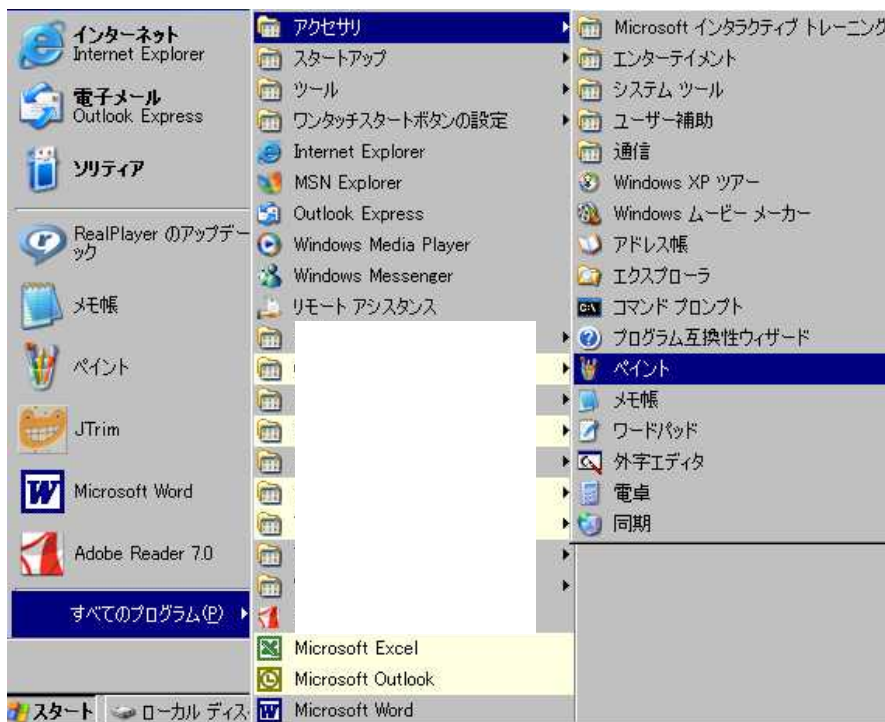 インターネット
Internet Explorer
電子メール
Outlook Express
ソリティア
RealPlayer のアップデー
ック
メモ帳
ペイント
JTrim
Microsoft Word
Adobe Reader 7.0
すべてのプログラム(P)
スタート
ローカル ディス
アクセサリ
スタートアップ
ツール
ワンタッチスタートボタンの設定
Internet Explorer
MSN Explorer
Outlook Express
Windows Media Player
Windows Messenger
リモート アシスタンス
Microsoft Excel
Microsoft Outlook
Microsoft Word
Microsoft インタラクティブ トレーニング
エンターテイメント
システム ツール
ユーザー補助
通信
Windows XP ツアー
Windows ムービー メーカー
アドレス帳
エクスプローラ
コマンド プロンプト
プログラム互換性ウィザード
ペイント
メモ帳
ワードパッド
外字エディタ
電卓
同期